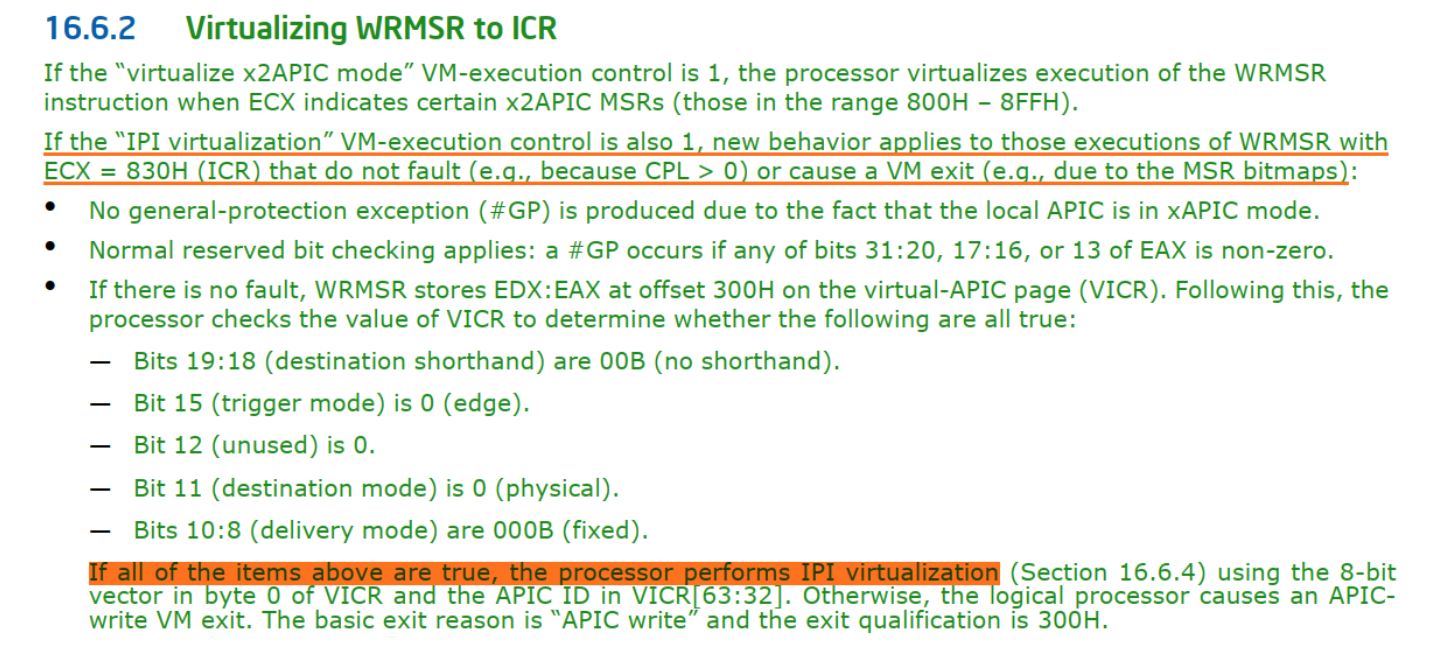 16.6.2 Virtualizing WRMSR to ICR
If the “virtualize x2APIC mode” VM-execution control is 1, the processor virtualizes execution of the WRMSR
instruction when ECX indicates certain x2APIC MSRs (those in the range 800H – 8FFH).
If the “IPI virtualization” VM-execution control is also 1, new behavior applies to those executions of WRMSR with
ECX = 830H (ICR) that do not fault (e.g., because CPL > 0) or cause a VM exit (e.g., due to the MSR bitmaps):
• No general-protection exception (#GP) is produced due to the fact that the local APIC is in xAPIC mode.
• Normal reserved bit checking applies: a #GP occurs if any of bits 31:20, 17:16, or 13 of EAX is non-zero.
• If there is no fault, WRMSR stores EDX:EAX at offset 300H on the virtual-APIC page (VICR). Following this, the
processor checks the value of VICR to determine whether the following are all true:
— Bits 19:18 (destination shorthand) are 00B (no shorthand).
— Bit 15 (trigger mode) is 0 (edge).
— Bit 12 (unused) is 0.
— Bit 11 (destination mode) is 0 (physical).
— Bits 10:8 (delivery mode) are 000B (fixed).
If all of the items above are true, the processor performs IPI virtualization (Section 16.6.4) using the 8-bit
vector in byte 0 of VICR and the APIC ID in VICR[63:32]. Otherwise, the logical processor causes an APIC-
write VM exit. The basic exit reason is “APIC write” and the exit qualification is 300H.